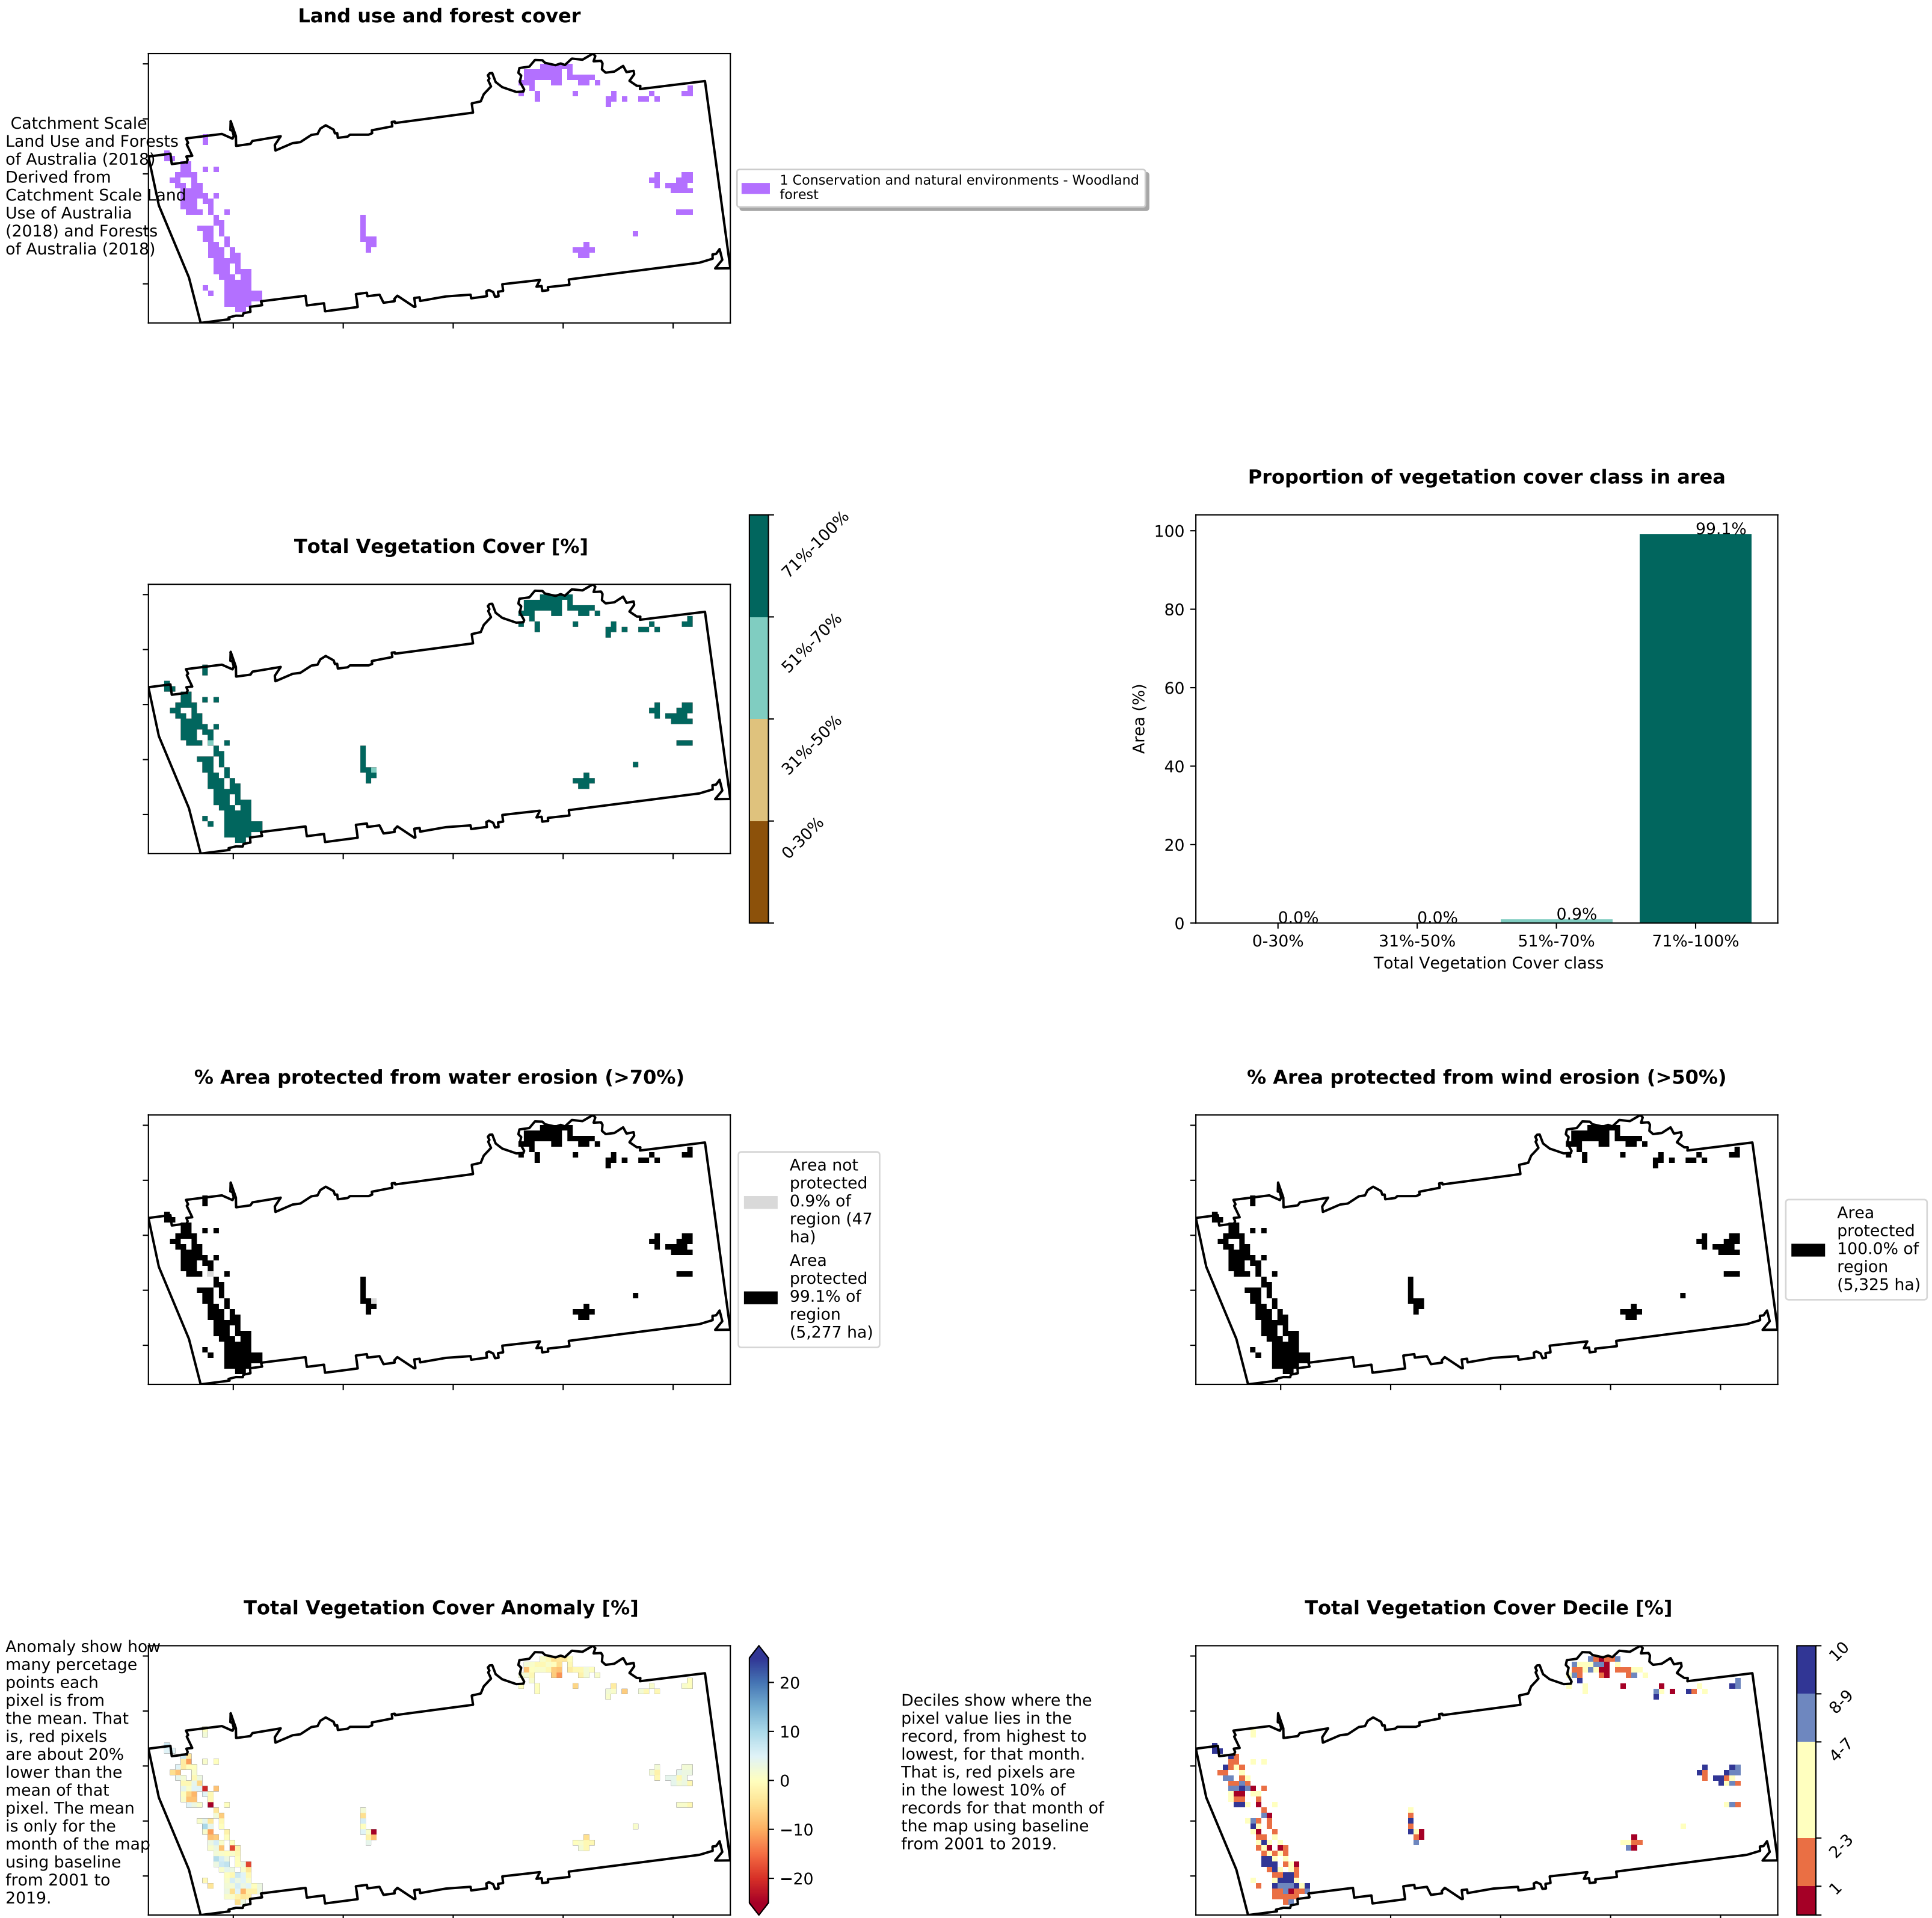 Land use and forest cover
Catchment Scale
Land Use and Forests
of Australia (2018)
Derived from
Catchment Scale Land
Use of Australia
(2018) and Forests
of Australia (2018)
1 Conservation and natural environments - Woodland
forest
Total Vegetation Cover [%]
71%-100%
51%-70%
31%-50%
0-30%
Proportion of vegetation cover class in area
Area (%)
100
80
60
40
20
0
0.0%
0.0%
0.9%
99.1%
0-30%
31%-50%
51%-70%
71%-100%
Total Vegetation Cover class
% Area protected from water erosion (>70%)
Area not
protected
0.9% of
region (47
ha)
Area
protected
99.1% of
region
(5,277 ha)
% Area protected from wind erosion (>50%)
Area
protected
100.0% of
region
(5,325 ha)
Total Vegetation Cover Anomaly [%]
Anomaly show how
many percetage
points each
pixel is from
the mean. That
is, red pixels
are about 20%
lower than the
mean of that
pixel. The mean
is only for the
month of the map
using baseline
from 2001 to
2019.
20
10
0
−10
−20
Deciles show where the
pixel value lies in the
record, from highest to
lowest, for that month.
That is, red pixels are
in the lowest 10% of
records for that month of
the map using baseline
from 2001 to 2019.
Total Vegetation Cover Decile [%]
10
8-9
4-7
2-3
1